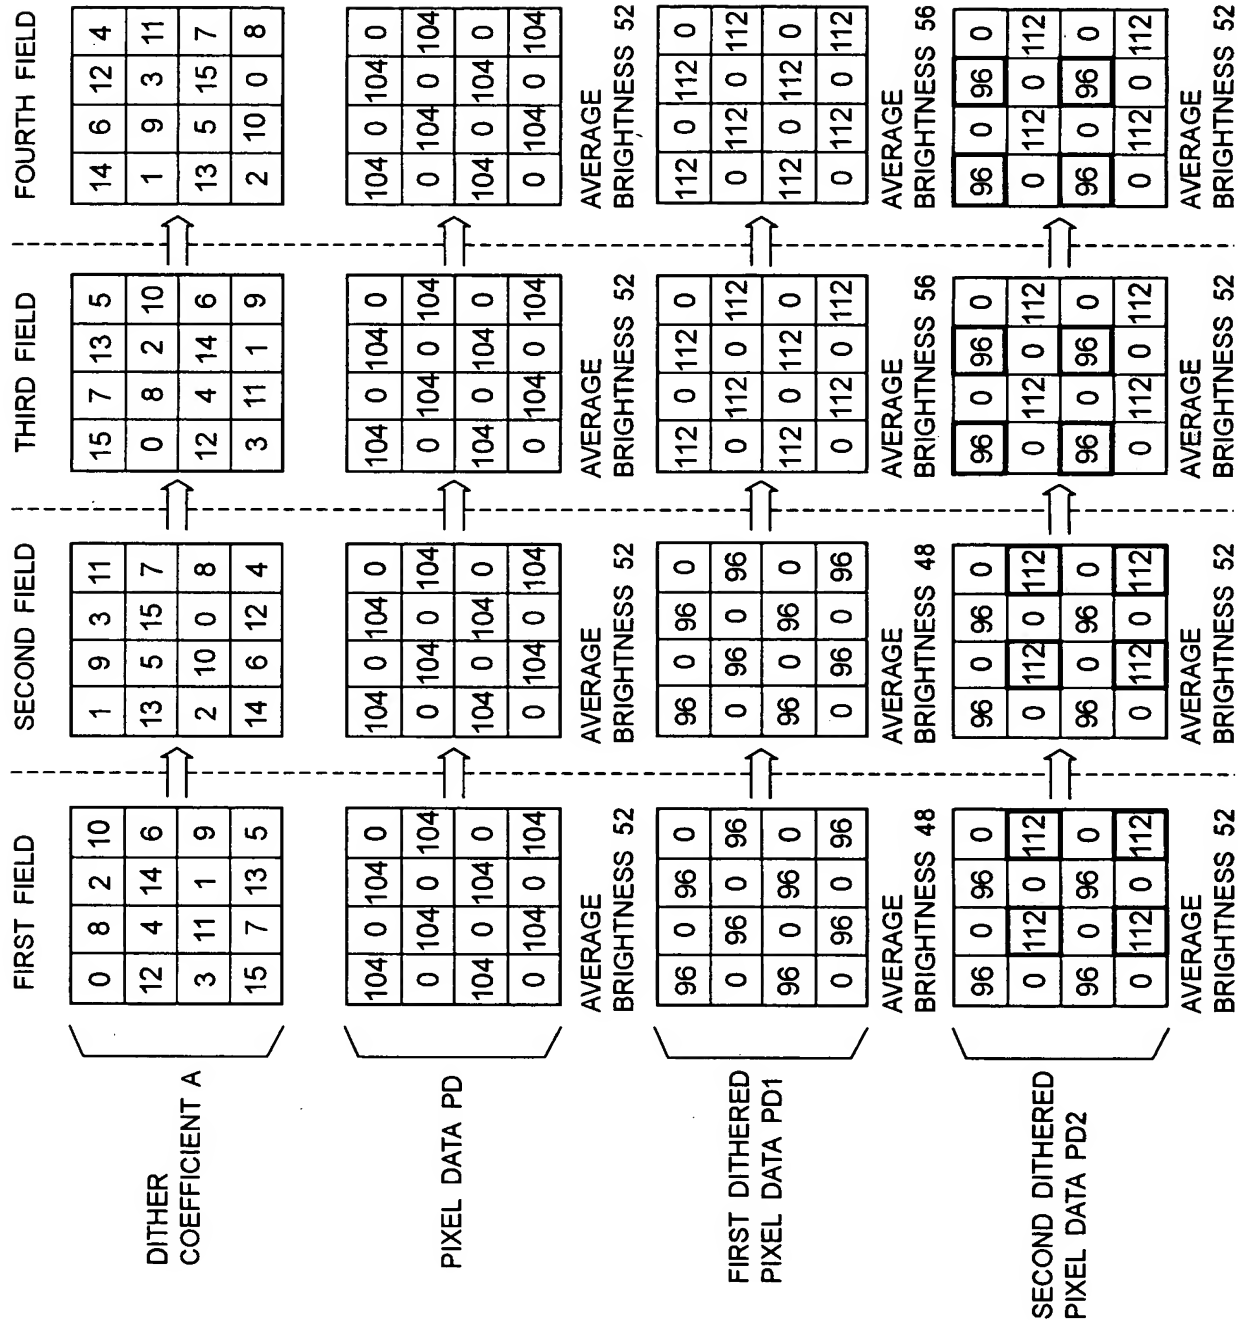 FIRST FIELD
SECOND FIELD
THIRD FIELD
FOURTH FIELD
DITHER
COEFFICIENT A
0 8 2 10
12 4 14 6
3 11 1 9
15 7 13 5
1 9 3 11
13 5 15 7
2 10 0 8
14 6 12 4
15 7 13 5
0 8 2 10
12 4 14 6
3 11 1 9
14 6 12 4
1 9 3 11
13 5 15 7
2 10 0 8
PIXEL DATA PD
104 0 104 0
0 104 0 104
104 0 104 0
0 104 0 104
AVERAGE
BRIGHTNESS 52
104 0 104 0
0 104 0 104
104 0 104 0
0 104 0 104
AVERAGE
BRIGHTNESS 52
104 0 104 0
0 104 0 104
104 0 104 0
0 104 0 104
AVERAGE
BRIGHTNESS 52
104 0 104 0
0 104 0 104
104 0 104 0
0 104 0 104
AVERAGE
BRIGHTNESS 52
FIRST DITHERED
PIXEL DATA PD1
96 0 96 0
0 96 0 96
96 0 96 0
0 96 0 96
AVERAGE
BRIGHTNESS 48
96 0 96 0
0 96 0 96
96 0 96 0
0 96 0 96
AVERAGE
BRIGHTNESS 48
112 0 112 0
0 112 0 112
112 0 112 0
0 112 0 112
AVERAGE
BRIGHTNESS 56
112 0 112 0
0 112 0 112
112 0 112 0
0 112 0 112
AVERAGE
BRIGHTNESS 56
SECOND DITHERED
PIXEL DATA PD2
96 0 96 0
0 112 0 112
96 0 96 0
0 112 0 112
AVERAGE
BRIGHTNESS 52
96 0 96 0
0 112 0 112
96 0 96 0
0 112 0 112
AVERAGE
BRIGHTNESS 52
96 0 96 0
0 112 0 112
96 0 96 0
0 112 0 112
AVERAGE
BRIGHTNESS 52
96 0 96 0
0 112 0 112
96 0 96 0
0 112 0 112
AVERAGE
BRIGHTNESS 52